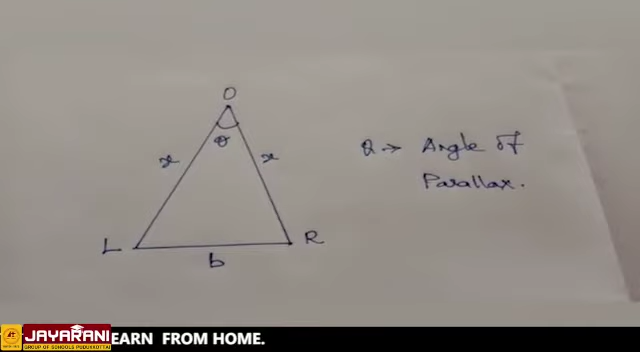 O
θ
x
x
θ → Angle of
Parallax.
L
R
b
JAYARANI
GROUP OF SCHOOLS PUDUKKOTTAI
EARN FROM HOME.